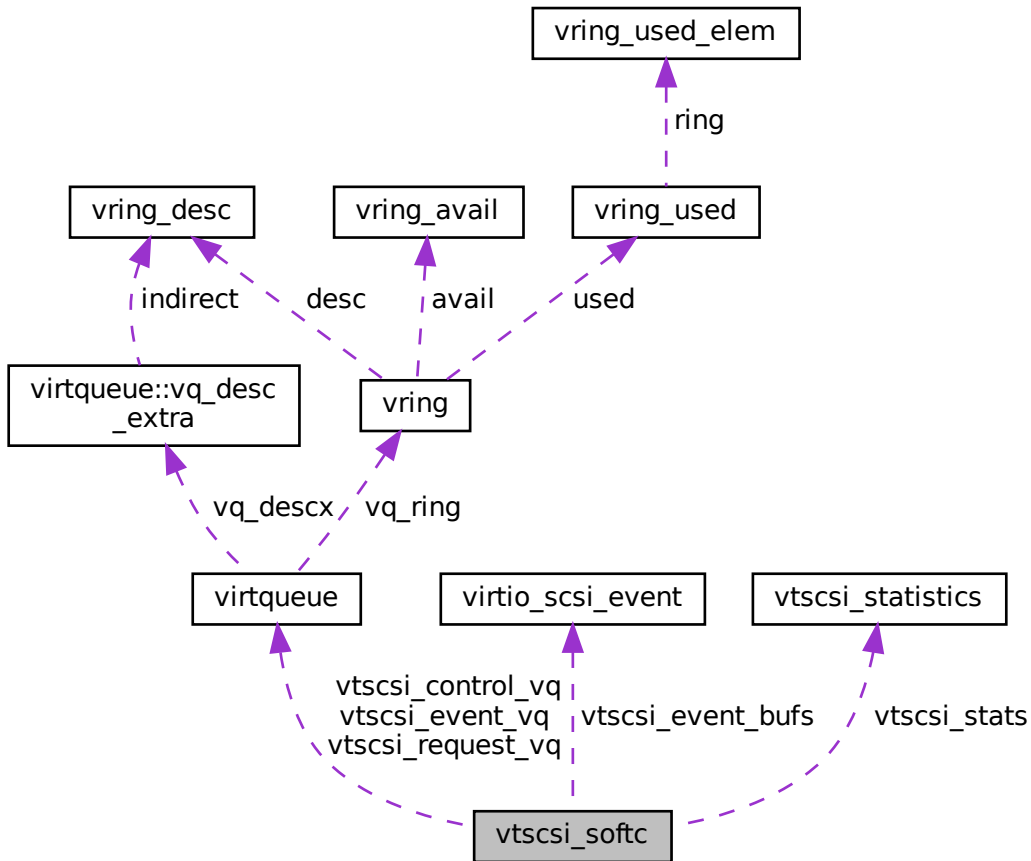 vring_used_elem
ring
vring_desc
vring_avail
vring_used
indirect
desc
avail
used
virtqueue::vq_desc
_extra
vring
vq_descx
vq_ring
virtqueue
virtio_scsi_event
vtscsi_statistics
vtscsi_control_vq
vtscsi_event_vq
vtscsi_request_vq
vtscsi_event_bufs
vtscsi_stats
vtscsi_softc